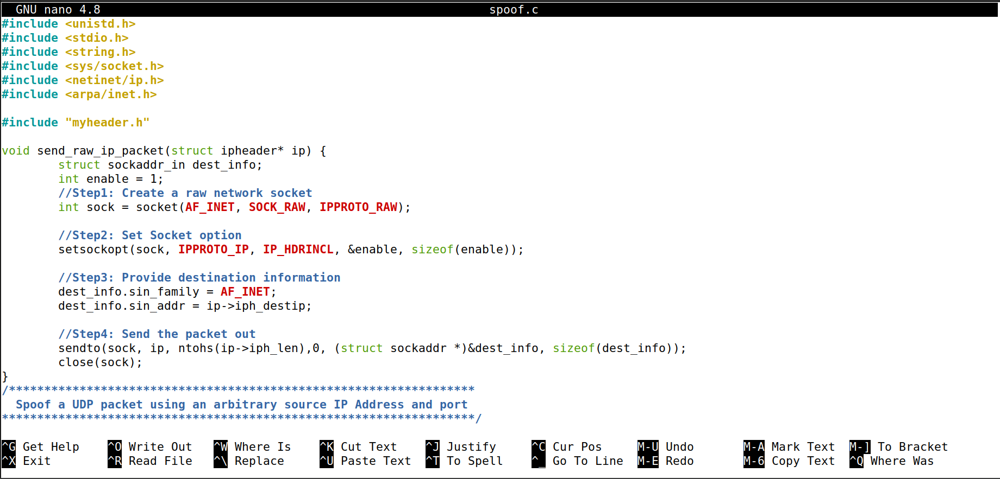 GNU nano 4.8 spoof.c
#include <unistd.h>
#include <stdio.h>
#include <string.h>
#include <sys/socket.h>
#include <netinet/ip.h>
#include <arpa/inet.h>
#include "myheader.h"
void send_raw_ip_packet(struct ipheader* ip) {
struct sockaddr_in dest_info;
int enable = 1;
//Step1: Create a raw network socket
int sock = socket(AF_INET, SOCK_RAW, IPPROTO_RAW);
//Step2: Set Socket option
setsockopt(sock, IPPROTO_IP, IP_HDRINCL, &enable, sizeof(enable));
//Step3: Provide destination information
dest_info.sin_family = AF_INET;
dest_info.sin_addr = ip->iph_destip;
//Step4: Send the packet out
sendto(sock, ip, ntohs(ip->iph_len),0, (struct sockaddr *)&dest_info, sizeof(dest_info));
close(sock);
}
/******************************************************************
Spoof a UDP packet using an arbitrary source IP Address and port
*******************************************************************/
^G Get Help ^O Write Out ^W Where Is ^K Cut Text ^J Justify ^C Cur Pos M-U Undo M-A Mark Text M-] To Bracket
^X Exit ^R Read File ^\ Replace ^U Paste Text ^T To Spell ^_ Go To Line M-E Redo M-6 Copy Text ^Q Where Was